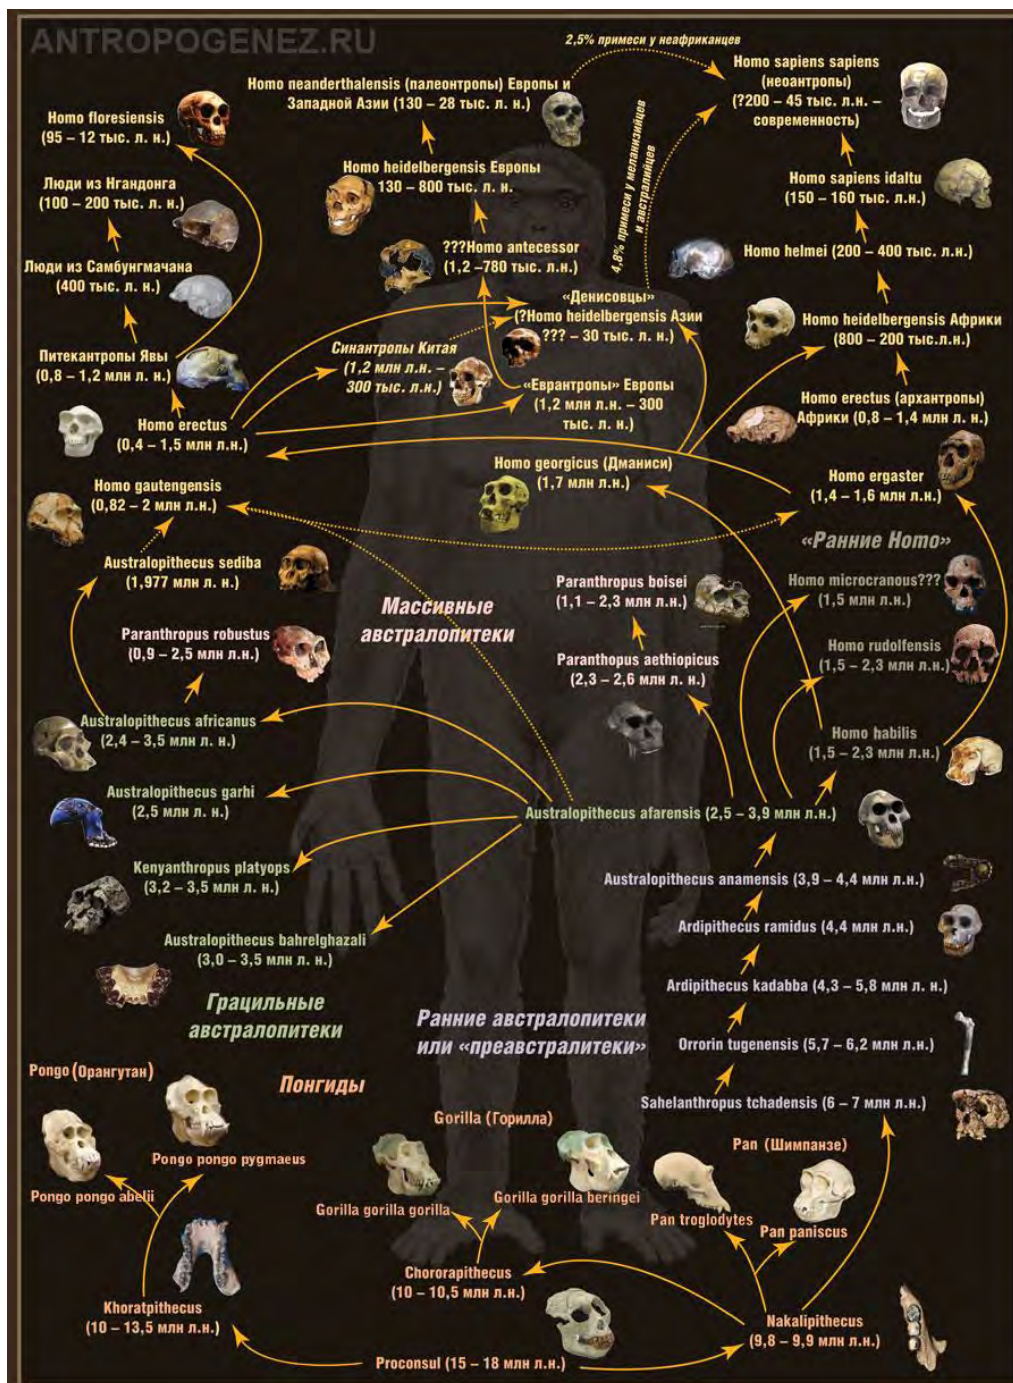 ANTROPOGENEZ.RU
2,5% примеси у неафриканцев
Homo sapiens sapiens
(неоантропы)
(?200 – 45 тыс. л.н. –
современность)
Homo neanderthalensis (палеонтропы) Европы и
Западной Азии (130 – 28 тыс. л. н.)
Homo floresiensis
(95 – 12 тыс. л. н.)
4,8% примеси у меланизийцев
и австралийцев
Homo heidelbergensis Европы
130 – 800 тыс. л. н.
Люди из Нгандонга
(100 – 200 тыс. л.н.)
Homo sapiens idaltu
(150 – 160 тыс. л.н.)
???Homo antecessor
(1,2 –780 тыс. л.н.)
Homo helmei (200 – 400 тыс. л.н.)
Люди из Самбунгмачана
(400 тыс. л.н.)
«Денисовцы»
(?Homo heidelbergensis Азии
??? – 30 тыс. л.н.)
Homo heidelbergensis Африки
(800 – 200 тыс.л.н.)
Питекантропы Явы
(0,8 – 1,2 млн л.н.)
Синантропы Китая
(1,2 млн л.н. –
300 тыс. л.н.)
«Еврантропы» Европы
(1,2 млн л.н. – 300
тыс. л. н.)
Homo erectus (архантропы)
Африки (0,8 – 1,4 млн л. н.)
Homo erectus
(0,4 – 1,5 млн л.н.)
Homo georgicus (Дманиси)
(1,7 млн л.н.)
Homo ergaster
(1,4 – 1,6 млн л.н.)
Homo gautengensis
(0,82 – 2 млн л.н.)
«Ранние Homo»
Australopithecus sediba
(1,977 млн л. н.)
Paranthropus boisei
(1,1 – 2,3 млн л.н.)
Homo microcranous???
(1,5 млн л.н.)
Массивные
австралопитеки
Paranthropus robustus
(0,9 – 2,5 млн л.н.)
Paranthopus aethiopicus
(2,3 – 2,6 млн л. н.)
Homo rudolfensis
(1,5 – 2,3 млн л.н.)
Australopithecus africanus
(2,4 – 3,5 млн л. н.)
Homo habilis
(1,5 – 2,3 млн л.н.)
Australopithecus garhi
(2,5 млн л.н.)
Australopithecus afarensis (2,5 – 3,9 млн л.н.)
Kenyanthropus platyops
(3,2 – 3,5 млн л. н.)
Australopithecus anamensis (3,9 – 4,4 млн л.н.)
Ardipithecus ramidus (4,4 млн л.н.)
Australopithecus bahrelghazali
(3,0 – 3,5 млн л. н.)
Ardipithecus kadabba (4,3 – 5,8 млн л. н.)
Грацильные
австралопитеки
Ранние австралопитеки
или «преавстралитеки»
Orrorin tugenensis (5,7 – 6,2 млн л.н.)
Pongo (Орангутан)
Понгиды
Sahelanthropus tchadensis (6 – 7 млн л.н.)
Gorilla (Горилла)
Pan (Шимпанзе)
Pongo pongo pygmaeus
Pongo pongo abelii
Gorilla gorilla beringei
Gorilla gorilla gorilla
Pan troglodytes
Pan paniscus
Chororapithecus
(10 – 10,5 млн л.н.)
Khoratpithecus
(10 – 13,5 млн л.н.)
Nakalipithecus
(9,8 – 9,9 млн л.н.)
Proconsul (15 – 18 млн л.н.)